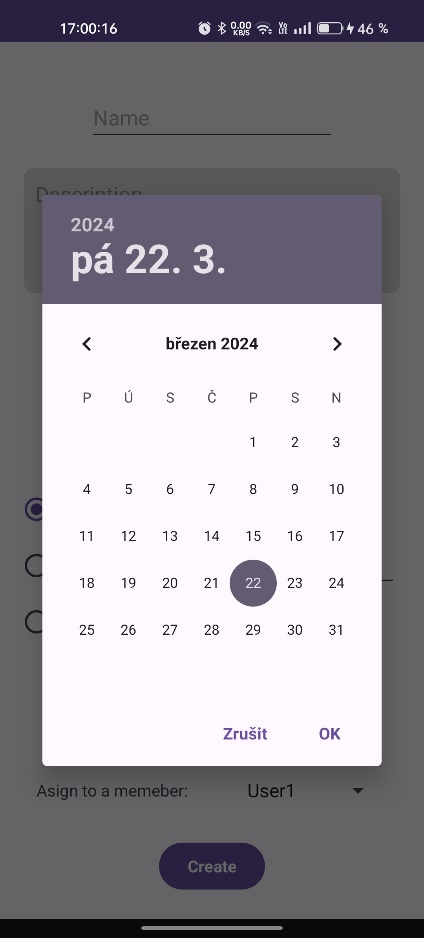 17:00:16 0.00 KB/S Vo LTE 46 %
Name
Description
2024
pá 22. 3.
březen 2024
P Ú S Č P S N
1 2 3
4 5 6 7 8 9 10
11 12 13 14 15 16 17
18 19 20 21 22 23 24
25 26 27 28 29 30 31
Zrušit OK
Asign to a memeber: User1
Create